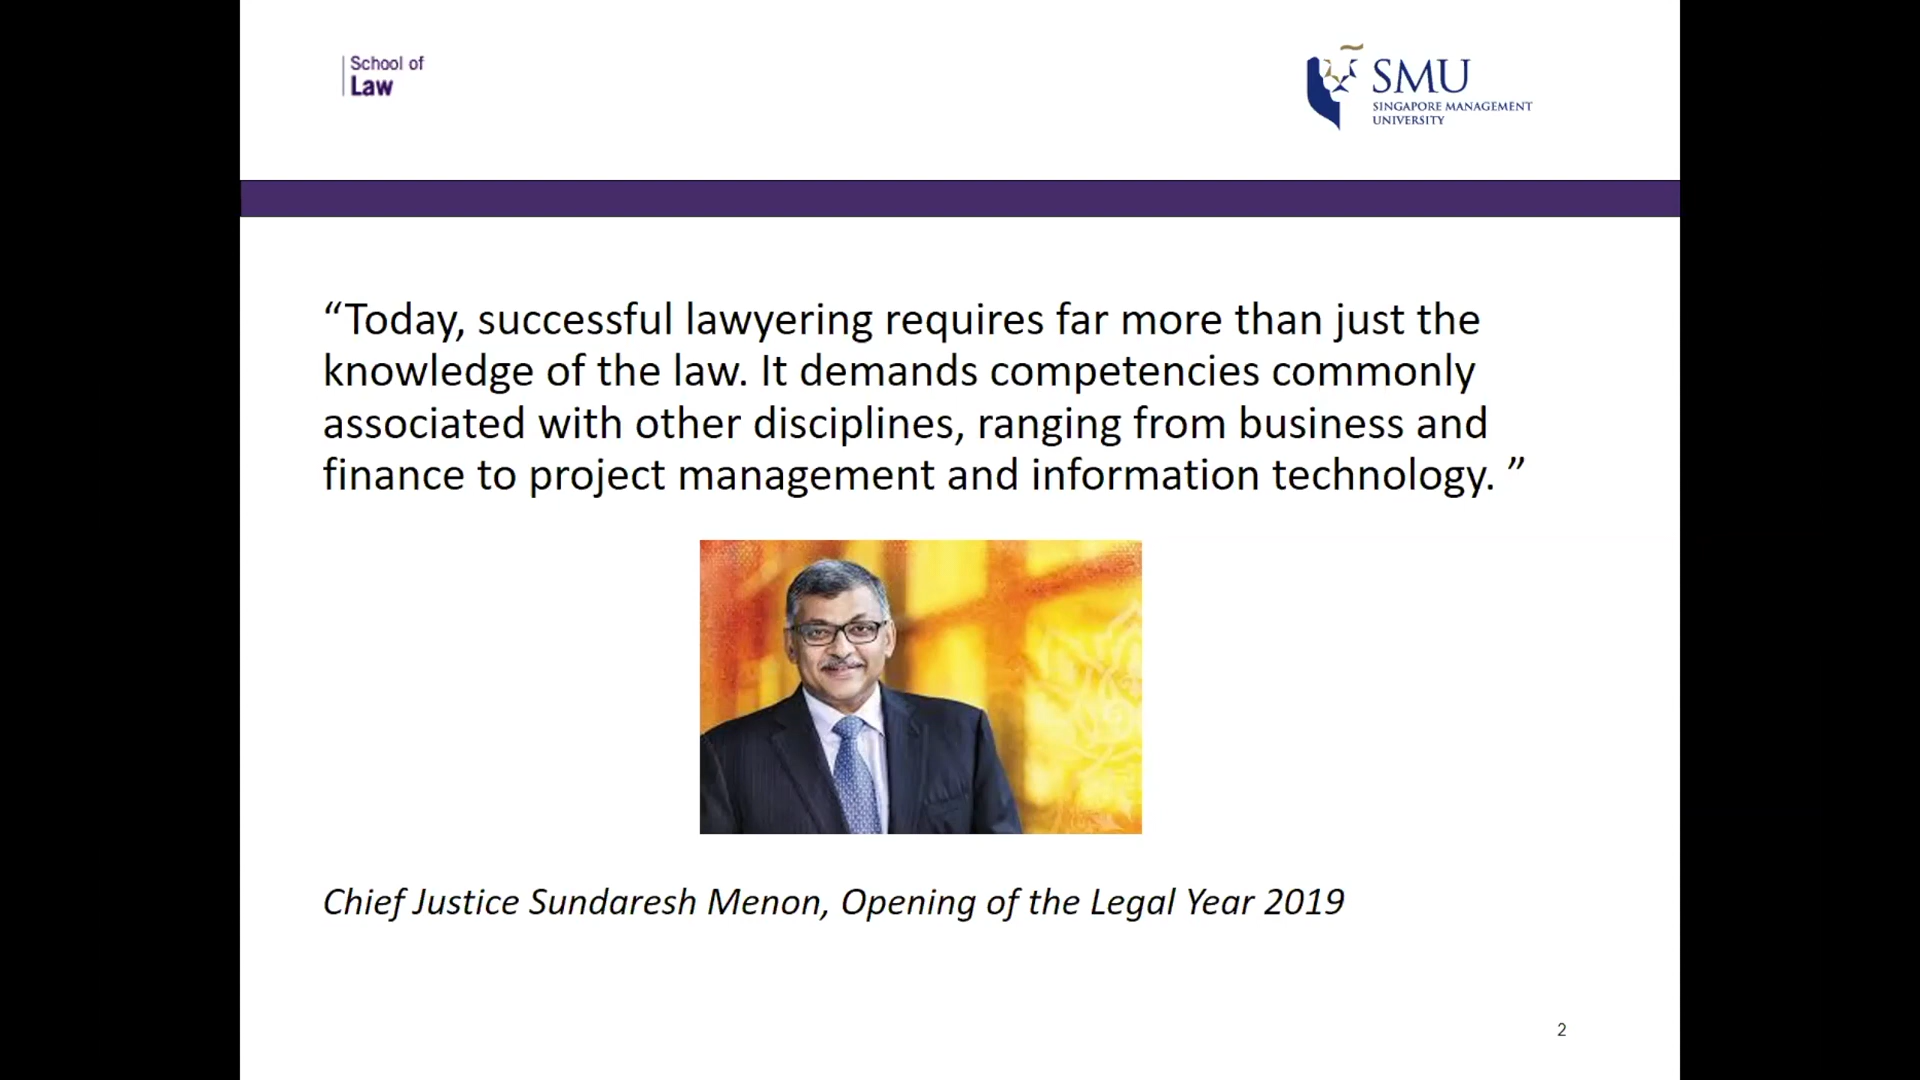 School of
Law
SMU
SINGAPORE MANAGEMENT
UNIVERSITY
“Today, successful lawyering requires far more than just the
knowledge of the law. It demands competencies commonly
associated with other disciplines, ranging from business and
finance to project management and information technology. ”
Chief Justice Sundaresh Menon, Opening of the Legal Year 2019
2